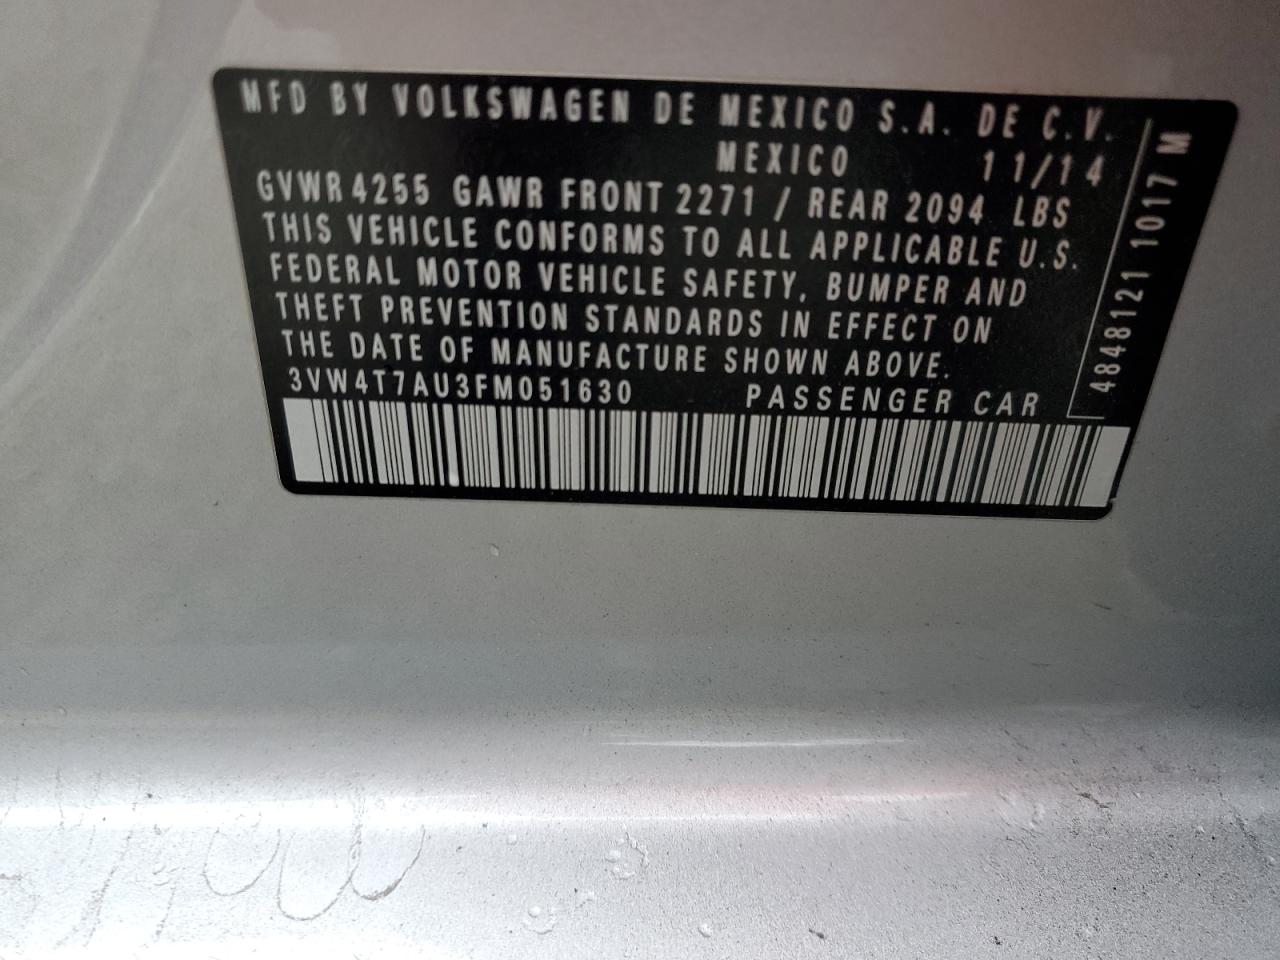 MFD BY VOLKSWAGEN DE MEXICO S.A. DE C.V.
MEXICO 11/14
GVWR 4255 GAWR FRONT 2271 / REAR 2094 LBS
THIS VEHICLE CONFORMS TO ALL APPLICABLE U.S.
FEDERAL MOTOR VEHICLE SAFETY, BUMPER AND
THEFT PREVENTION STANDARDS IN EFFECT ON
THE DATE OF MANUFACTURE SHOWN ABOVE.
3VW4T7AU3FM051630 PASSENGER CAR
4848121 1017 M